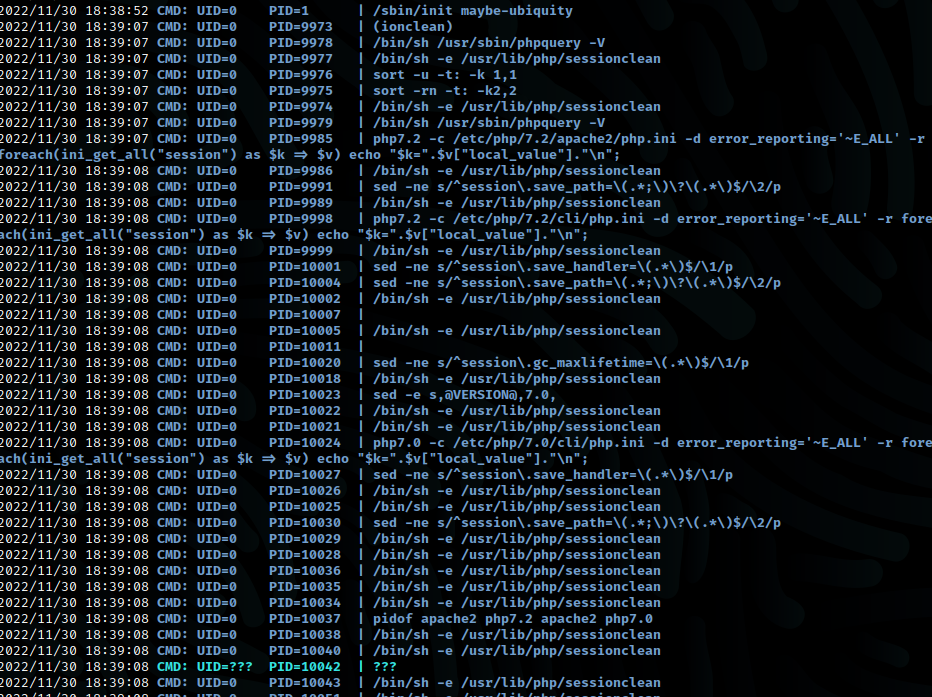 2022/11/30 18:38:52 CMD: UID=0    PID=1      | /sbin/init maybe-ubiquity
2022/11/30 18:39:07 CMD: UID=0    PID=9973   | (ionclean)
2022/11/30 18:39:07 CMD: UID=0    PID=9978   | /bin/sh /usr/sbin/phpquery -V
2022/11/30 18:39:07 CMD: UID=0    PID=9977   | /bin/sh -e /usr/lib/php/sessionclean
2022/11/30 18:39:07 CMD: UID=0    PID=9976   | sort -u -t: -k 1,1
2022/11/30 18:39:07 CMD: UID=0    PID=9975   | sort -rn -t: -k2,2
2022/11/30 18:39:07 CMD: UID=0    PID=9974   | /bin/sh -e /usr/lib/php/sessionclean
2022/11/30 18:39:07 CMD: UID=0    PID=9979   | /bin/sh /usr/sbin/phpquery -V
2022/11/30 18:39:07 CMD: UID=0    PID=9985   | php7.2 -c /etc/php/7.2/apache2/php.ini -d error_reporting='~E_ALL' -r
foreach(ini_get_all("session") as $k => $v) echo "$k=".$v["local_value"]."\n";
2022/11/30 18:39:08 CMD: UID=0    PID=9986   | /bin/sh -e /usr/lib/php/sessionclean
2022/11/30 18:39:08 CMD: UID=0    PID=9991   | sed -ne s/^session\.save_path=\(.*;\)\?\(.*\)$/\2/p
2022/11/30 18:39:08 CMD: UID=0    PID=9989   | /bin/sh -e /usr/lib/php/sessionclean
2022/11/30 18:39:08 CMD: UID=0    PID=9998   | php7.2 -c /etc/php/7.2/cli/php.ini -d error_reporting='~E_ALL' -r fore
ach(ini_get_all("session") as $k => $v) echo "$k=".$v["local_value"]."\n";
2022/11/30 18:39:08 CMD: UID=0    PID=9999   | /bin/sh -e /usr/lib/php/sessionclean
2022/11/30 18:39:08 CMD: UID=0    PID=10001  | sed -ne s/^session\.save_handler=\(.*\)$/\1/p
2022/11/30 18:39:08 CMD: UID=0    PID=10004  | sed -ne s/^session\.save_path=\(.*;\)\?\(.*\)$/\2/p
2022/11/30 18:39:08 CMD: UID=0    PID=10002  | /bin/sh -e /usr/lib/php/sessionclean
2022/11/30 18:39:08 CMD: UID=0    PID=10007  |
2022/11/30 18:39:08 CMD: UID=0    PID=10005  | /bin/sh -e /usr/lib/php/sessionclean
2022/11/30 18:39:08 CMD: UID=0    PID=10011  |
2022/11/30 18:39:08 CMD: UID=0    PID=10020  | sed -ne s/^session\.gc_maxlifetime=\(.*\)$/\1/p
2022/11/30 18:39:08 CMD: UID=0    PID=10018  | /bin/sh -e /usr/lib/php/sessionclean
2022/11/30 18:39:08 CMD: UID=0    PID=10023  | sed -e s,@VERSION@,7.0,
2022/11/30 18:39:08 CMD: UID=0    PID=10022  | /bin/sh -e /usr/lib/php/sessionclean
2022/11/30 18:39:08 CMD: UID=0    PID=10021  | /bin/sh -e /usr/lib/php/sessionclean
2022/11/30 18:39:08 CMD: UID=0    PID=10024  | php7.0 -c /etc/php/7.0/cli/php.ini -d error_reporting='~E_ALL' -r fore
ach(ini_get_all("session") as $k => $v) echo "$k=".$v["local_value"]."\n";
2022/11/30 18:39:08 CMD: UID=0    PID=10027  | sed -ne s/^session\.save_handler=\(.*\)$/\1/p
2022/11/30 18:39:08 CMD: UID=0    PID=10026  | /bin/sh -e /usr/lib/php/sessionclean
2022/11/30 18:39:08 CMD: UID=0    PID=10025  | /bin/sh -e /usr/lib/php/sessionclean
2022/11/30 18:39:08 CMD: UID=0    PID=10030  | sed -ne s/^session\.save_path=\(.*;\)\?\(.*\)$/\2/p
2022/11/30 18:39:08 CMD: UID=0    PID=10029  | /bin/sh -e /usr/lib/php/sessionclean
2022/11/30 18:39:08 CMD: UID=0    PID=10028  | /bin/sh -e /usr/lib/php/sessionclean
2022/11/30 18:39:08 CMD: UID=0    PID=10036  | /bin/sh -e /usr/lib/php/sessionclean
2022/11/30 18:39:08 CMD: UID=0    PID=10035  | /bin/sh -e /usr/lib/php/sessionclean
2022/11/30 18:39:08 CMD: UID=0    PID=10034  | /bin/sh -e /usr/lib/php/sessionclean
2022/11/30 18:39:08 CMD: UID=0    PID=10037  | pidof apache2 php7.2 apache2 php7.0
2022/11/30 18:39:08 CMD: UID=0    PID=10038  | /bin/sh -e /usr/lib/php/sessionclean
2022/11/30 18:39:08 CMD: UID=0    PID=10040  | /bin/sh -e /usr/lib/php/sessionclean
2022/11/30 18:39:08 CMD: UID=???  PID=10042  | ???
2022/11/30 18:39:08 CMD: UID=0    PID=10043  | /bin/sh -e /usr/lib/php/sessionclean